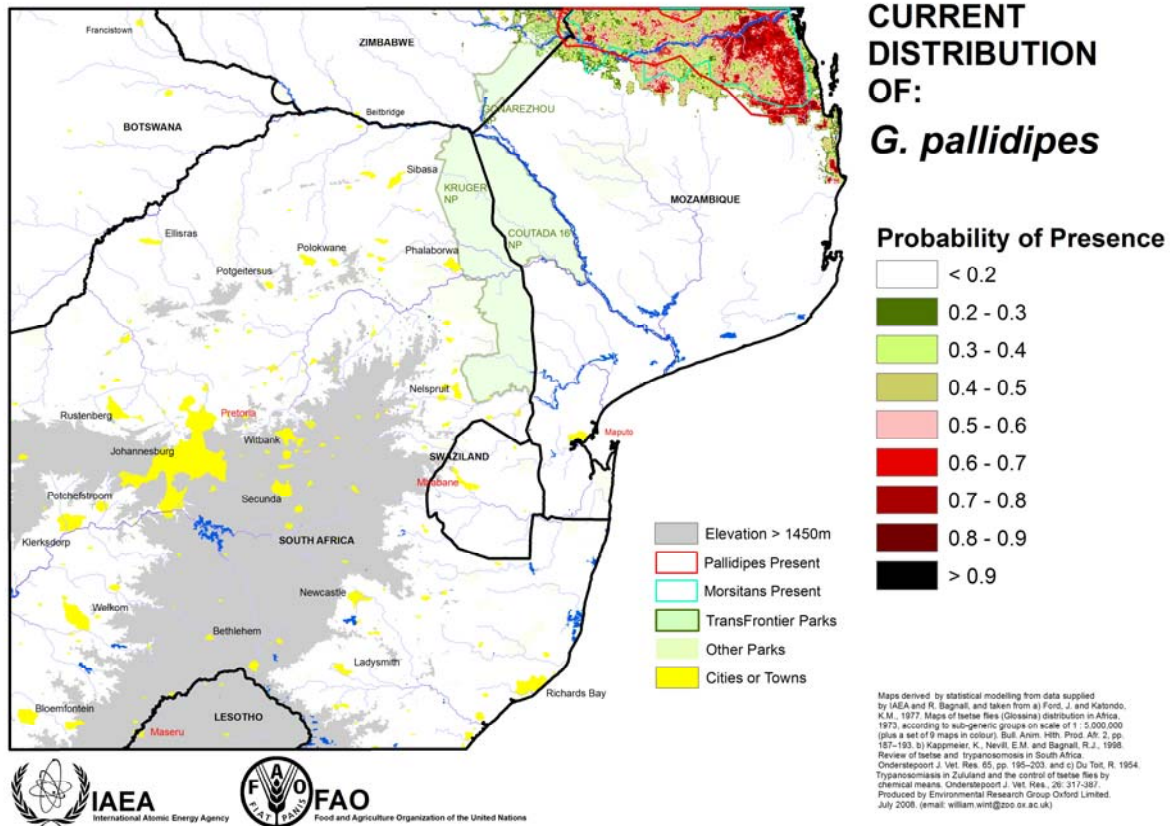 CURRENT
DISTRIBUTION
OF:
G. pallidipes
Francistown
ZIMBABWE
GONAREZHOU
BOTSWANA
Beitbridge
Sibasa
KRUGER
NP
MOZAMBIQUE
COUTADA 16
NP
Ellisras
Polokwane
Phalaborwa
Potgeitersus
Nelspruit
Rustenberg
Pretoria
Witbank
Johannesburg
Maputo
SWAZILAND
Mbabane
Potchefstroom
Secunda
Klerksdorp
SOUTH AFRICA
Newcastle
Welkom
Bethlehem
Ladysmith
Richards Bay
Bloemfontein
LESOTHO
Maseru
Probability of Presence
< 0.2
0.2 - 0.3
0.3 - 0.4
0.4 - 0.5
0.5 - 0.6
0.6 - 0.7
0.7 - 0.8
0.8 - 0.9
> 0.9
Elevation > 1450m
Pallidipes Present
Morsitans Present
TransFrontier Parks
Other Parks
Cities or Towns
Maps derived by statistical modelling from data supplied
by IAEA and R. Bagnall, and taken from a) Ford, J. and Katondo,
K.M., 1977. Maps of tsetse flies (Glossina) distribution in Africa,
1973, according to sub-generic groups on scale of 1 : 5,000,000
(plus a set of 9 maps in colour). Bull. Anim. Hlth. Prod. Afr. 2, pp.
187–193. b) Kappmeier, K., Nevill, E.M. and Bagnall, R.J., 1998.
Review of tsetse and trypanosomosis in South Africa.
Onderstepoort J. Vet. Res. 65, pp. 195–203. and c) Du Toit, R. 1954.
Trypanosomiasis in Zululand and the control of tsetse flies by
chemical means. Onderstepoort J. Vet. Res., 26: 317-387.
Produced by Environmental Research Group Oxford Limited.
July 2008. (email: william.wint@zoo.ox.ac.uk)
IAEA
International Atomic Energy Agency
F A O
FIAT PANIS
FAO
Food and Agriculture Organization of the United Nations